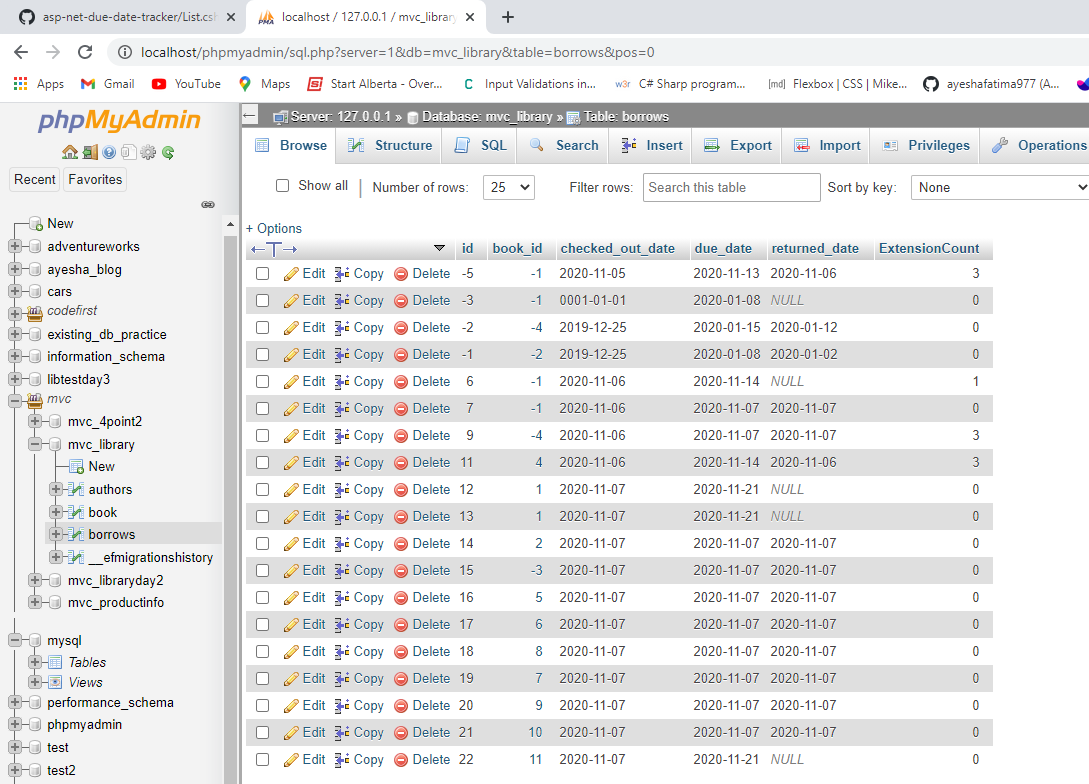 asp-net-due-date-tracker/List.csh
localhost / 127.0.0.1 / mvc_library
localhost/phpmyadmin/sql.php?server=1&db=mvc_library&table=borrows&pos=0
Apps Gmail YouTube Maps Start Alberta - Over... Input Validations in... C# Sharp program... Flexbox | CSS | Mike... ayeshafatima977 (A...
phpMyAdmin
Recent Favorites
New
adventureworks
ayesha_blog
cars
codefirst
existing_db_practice
information_schema
libtestday3
mvc
mvc_4point2
mvc_library
New
authors
book
borrows
__efmigrationshistory
mvc_libraryday2
mvc_productinfo
mysql
Tables
Views
performance_schema
phpmyadmin
test
test2
Server: 127.0.0.1 » Database: mvc_library » Table: borrows
Browse Structure SQL Search Insert Export Import Privileges Operations
Show all | Number of rows: 25 Filter rows: Search this table Sort by key: None
+ Options
←T→ id book_id checked_out_date due_date returned_date ExtensionCount
Edit Copy Delete -5 -1 2020-11-05 2020-11-13 2020-11-06 3
Edit Copy Delete -3 -1 0001-01-01 2020-01-08 NULL 0
Edit Copy Delete -2 -4 2019-12-25 2020-01-15 2020-01-12 0
Edit Copy Delete -1 -2 2019-12-25 2020-01-08 2020-01-02 0
Edit Copy Delete 6 -1 2020-11-06 2020-11-14 NULL 1
Edit Copy Delete 7 -1 2020-11-06 2020-11-07 2020-11-07 0
Edit Copy Delete 9 -4 2020-11-06 2020-11-07 2020-11-07 3
Edit Copy Delete 11 4 2020-11-06 2020-11-14 2020-11-06 3
Edit Copy Delete 12 1 2020-11-07 2020-11-21 NULL 0
Edit Copy Delete 13 1 2020-11-07 2020-11-21 NULL 0
Edit Copy Delete 14 2 2020-11-07 2020-11-07 2020-11-07 0
Edit Copy Delete 15 -3 2020-11-07 2020-11-07 2020-11-07 0
Edit Copy Delete 16 5 2020-11-07 2020-11-07 2020-11-07 0
Edit Copy Delete 17 6 2020-11-07 2020-11-07 2020-11-07 0
Edit Copy Delete 18 8 2020-11-07 2020-11-07 2020-11-07 0
Edit Copy Delete 19 7 2020-11-07 2020-11-07 2020-11-07 0
Edit Copy Delete 20 9 2020-11-07 2020-11-07 2020-11-07 0
Edit Copy Delete 21 10 2020-11-07 2020-11-07 2020-11-07 0
Edit Copy Delete 22 11 2020-11-07 2020-11-21 NULL 0